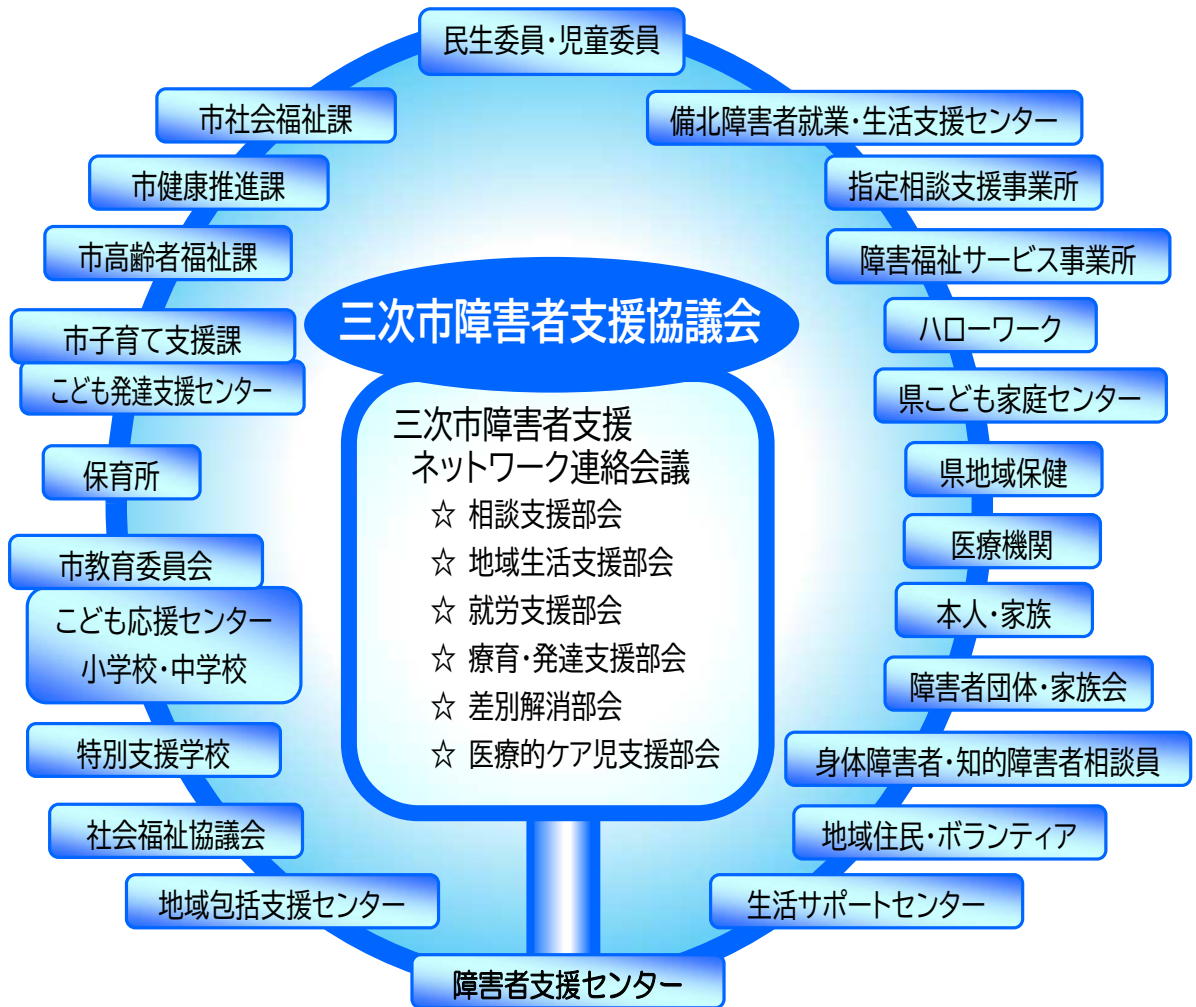 民生委員・児童委員
市社会福祉課
市健康推進課
市高齢者福祉課
市子育て支援課
こども発達支援センター
保育所
市教育委員会
こども応援センター
小学校・中学校
特別支援学校
社会福祉協議会
地域包括支援センター
三次市障害者支援協議会
三次市障害者支援
ネットワーク連絡会議
☆ 相談支援部会
☆ 地域生活支援部会
☆ 就労支援部会
☆ 療育・発達支援部会
☆ 差別解消部会
☆ 医療的ケア児支援部会
備北障害者就業・生活支援センター
指定相談支援事業所
障害福祉サービス事業所
ハローワーク
県こども家庭センター
県地域保健
医療機関
本人・家族
障害者団体・家族会
身体障害者・知的障害者相談員
地域住民・ボランティア
生活サポートセンター
障害者支援センター